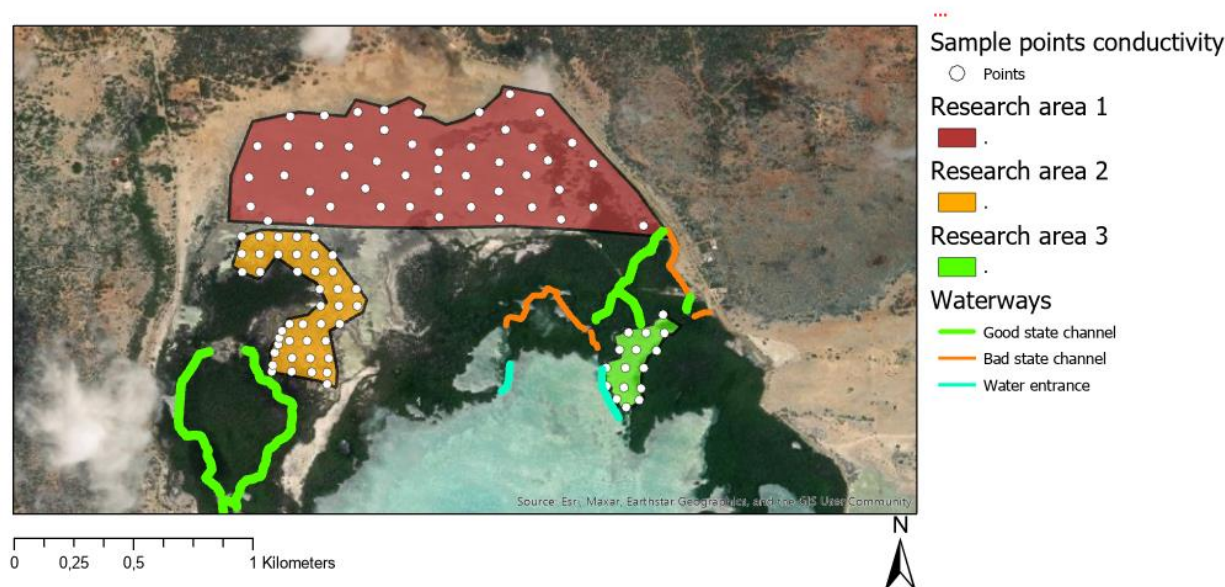 ...
Sample points conductivity
Points
Research area 1
.
Research area 2
.
Research area 3
.
Waterways
Good state channel
Bad state channel
Water entrance
Source: Esri, Maxar, Earthstar Geographics, and the GIS User Community
N
0 0,25 0,5 1 Kilometers